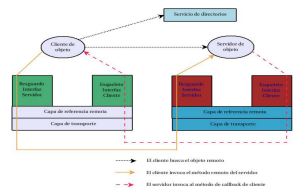 Servicio de directorios
Cliente de
objeto
Servidor de
objeto
Resguardo
Interfaz
Servidor
Esqueleto
Interfaz
Cliente
Resguardo
Interfaz
Servidor
Esqueleto
Interfaz
Cliente
Capa de referencia remota
Capa de transporte
Capa de referencia remota
Capa de transporte
El cliente busca el objeto remoto
El cliente invoca el método remoto del servidor
El servidor invoca al método de callback de cliente